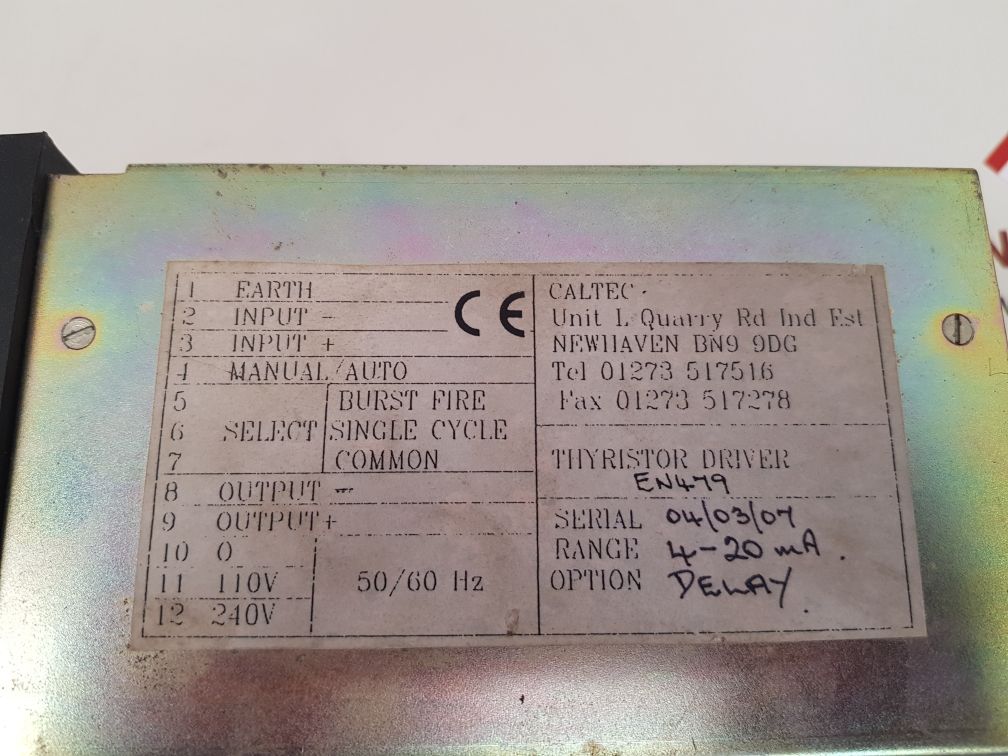 1 EARTH
2 INPUT -
3 INPUT +
4 MANUAL/AUTO
5 BURST FIRE
6 SELECT SINGLE CYCLE
7 COMMON
8 OUTPUT -
9 OUTPUT+
10 0
11 110V 50/60 Hz
12 240V
CE
CALTEC
Unit L Quarry Rd Ind Est
NEWHAVEN BN9 9DG
Tel 01273 517516
Fax 01273 517278
THYRISTOR DRIVER
EN479
SERIAL 04/03/07
RANGE 4-20 mA.
OPTION DELAY.